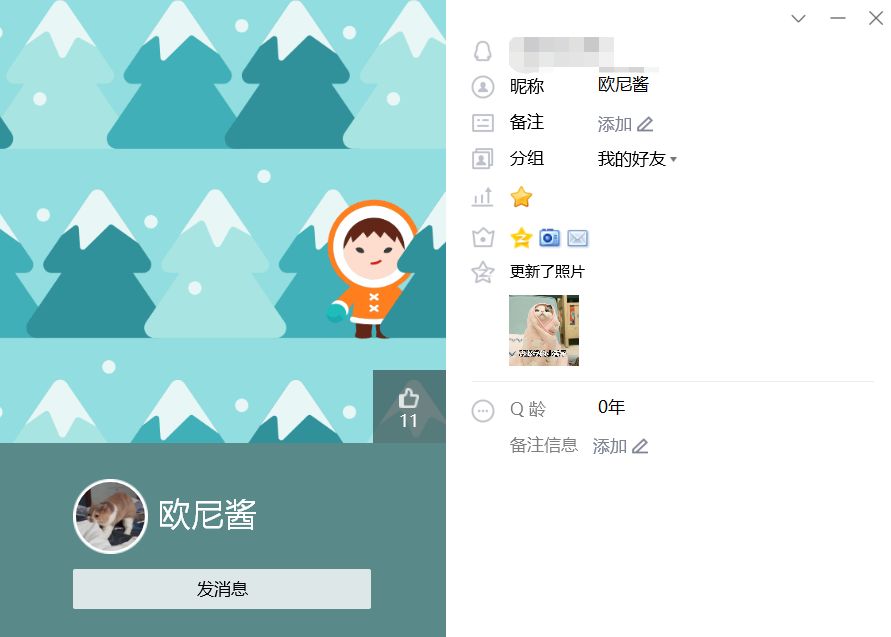 11
欧尼酱
发消息
昵称 欧尼酱
备注 添加
分组 我的好友
更新了照片
Q 龄 0年
备注信息 添加